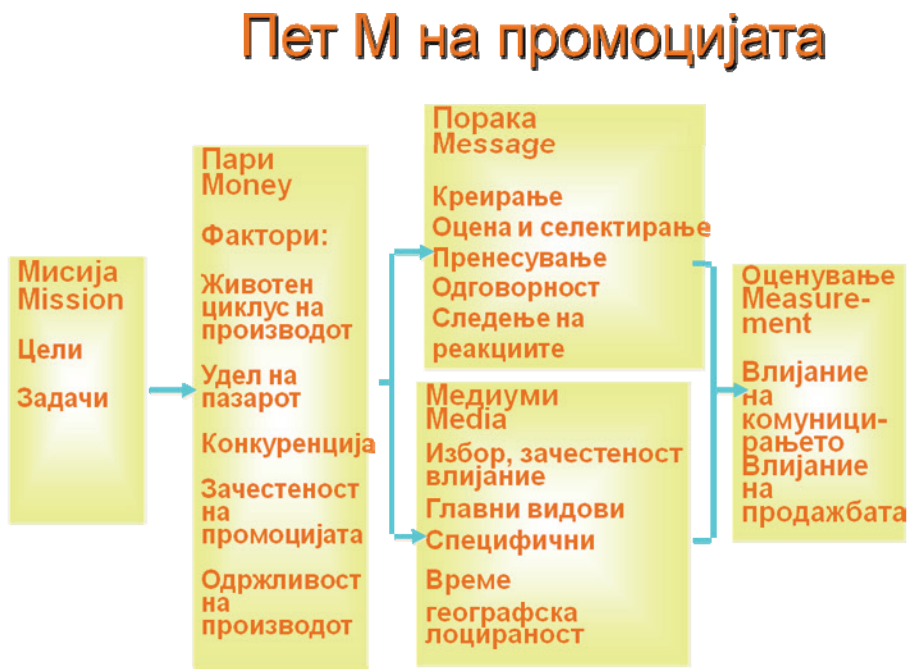 Пет М на промоцијата
Мисија
Mission
Цели
Задачи
Пари
Money
Фактори:
Животен
циклус на
производот
Удел на
пазарот
Конкуренција
Зачестеност
на
промоцијата
Одржливост
на
производот
Порака
Message
Креирање
Оцена и селектирање
Пренесување
Одговорност
Следење на
реакциите
Медиуми
Media
Избор, зачестеност
влијание
Главни видови
Специфични
Време
географска
лоцираност
Оценување
Measure-
ment
Влијание
на
комуници-
рањето
Влијание
на
продажбата